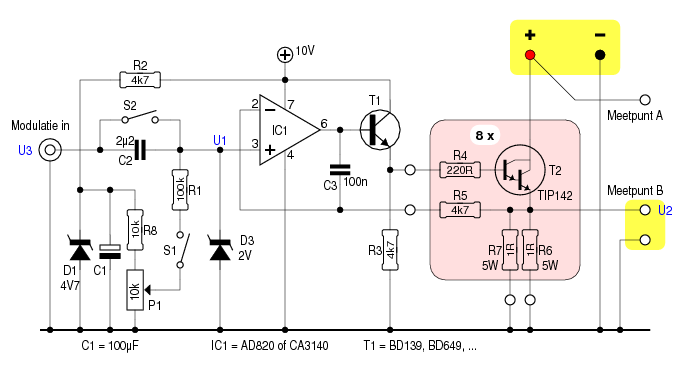 + −
10V
R2
4k7
Meetpunt A
S2
T1
2
7
6
8 x
Modulatie in
U3
2µ2
C2
U1
IC1
3
4
R4
220R
T2
TIP142
C3
100n
100k
R1
R5
4k7
Meetpunt B
U2
10k
R8
S1
D3
2V
R3
4k7
R7
1R
1R
R6
5W
5W
D1
4V7
C1
10k
P1
C1 = 100µF
IC1 = AD820 of CA3140
T1 = BD139, BD649, ...